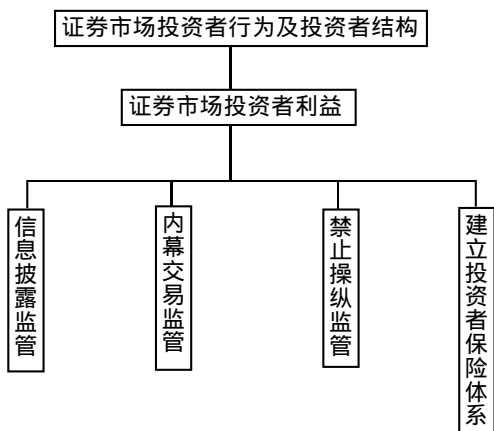 证券市场投资者行为及投资者结构
证券市场投资者利益
信息披露监管
内幕交易监管
禁止操纵监管
建立投资者保险体系